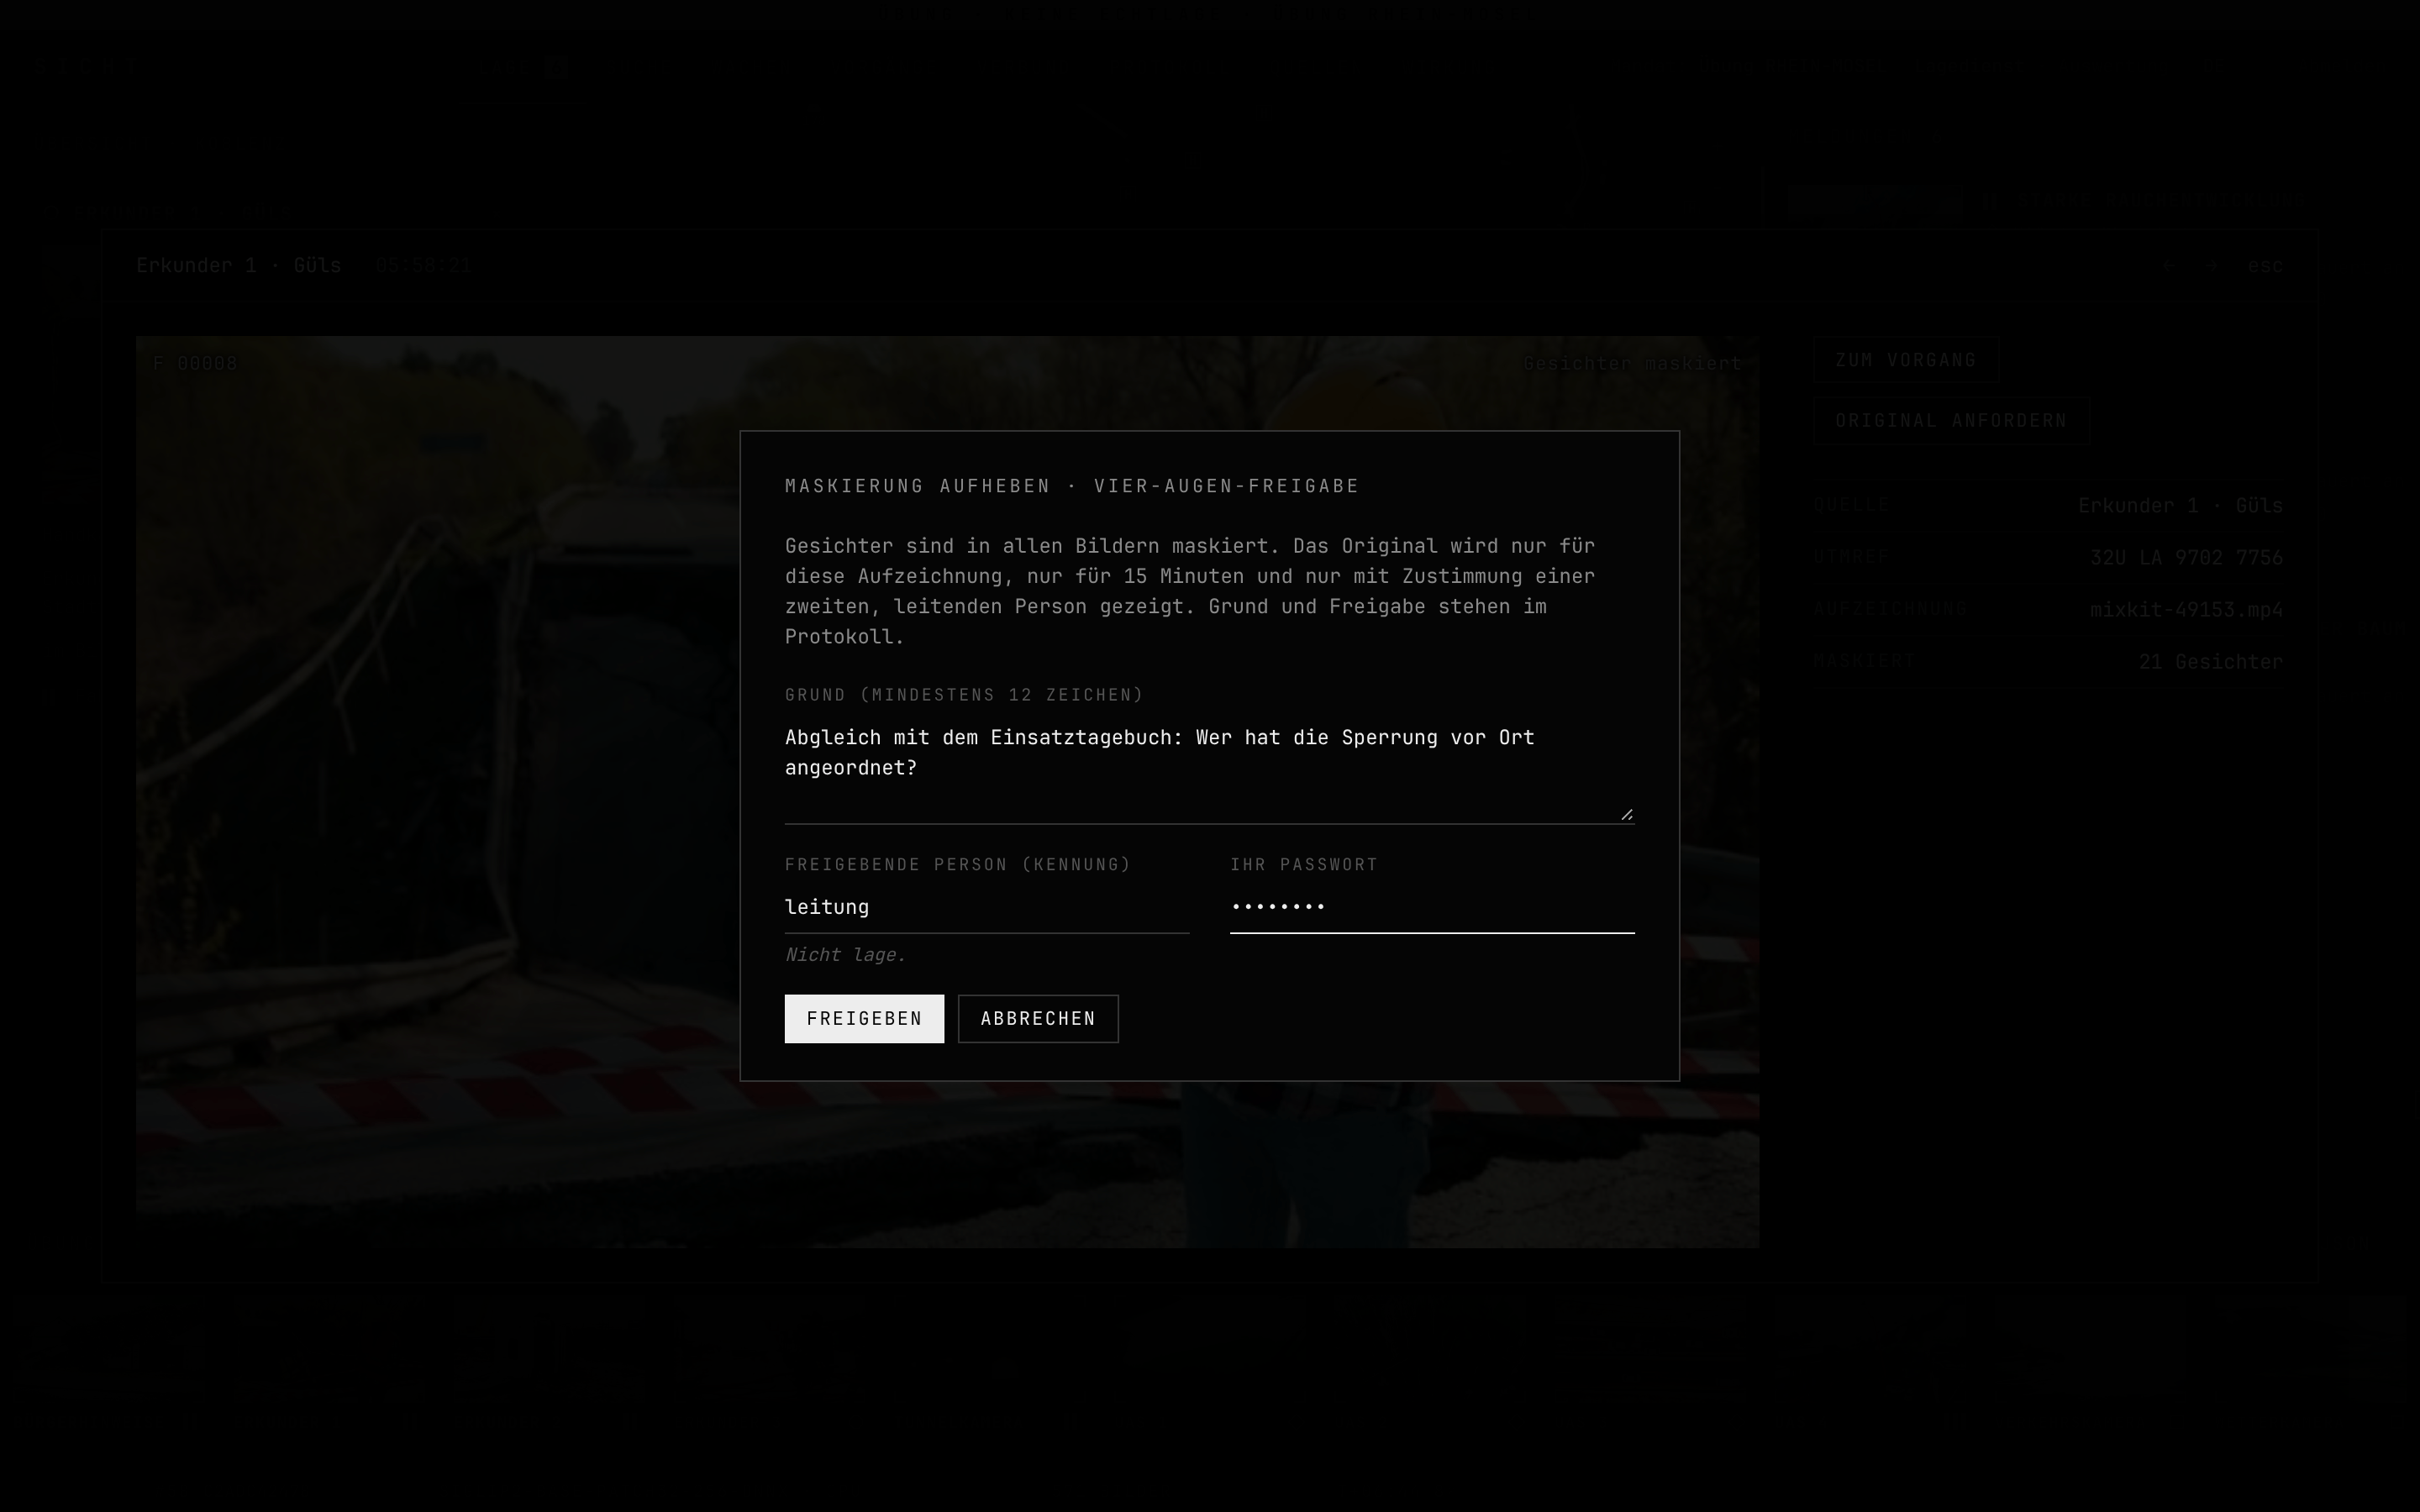 Erkunder 1 · Güls 05:58:21
← → esc
F 00008
Gesichter maskiert
ZUM VORGANG
ORIGINAL ANFORDERN
QUELLE Erkunder 1 · Güls
UTMREF 32U LA 9702 7756
AUFZEICHNUNG mixkit-49153.mp4
MASKIERT 21 Gesichter
MASKIERUNG AUFHEBEN · VIER-AUGEN-FREIGABE
Gesichter sind in allen Bildern maskiert. Das Original wird nur für
diese Aufzeichnung, nur für 15 Minuten und nur mit Zustimmung einer
zweiten, leitenden Person gezeigt. Grund und Freigabe stehen im
Protokoll.
GRUND (MINDESTENS 12 ZEICHEN)
Abgleich mit dem Einsatztagebuch: Wer hat die Sperrung vor Ort
angeordnet?
FREIGEBENDE PERSON (KENNUNG) IHR PASSWORT
leitung ••••••••
Nicht lage.
FREIGEBEN ABBRECHEN